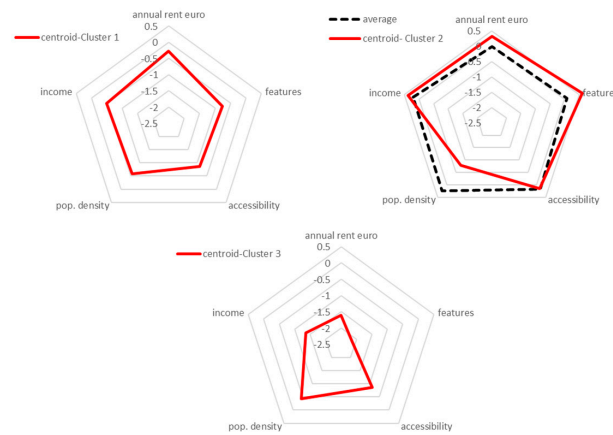 annual rent euro
0.5
0
-0.5
-1
-1.5
-2
-2.5
centroid-Cluster 1
features
accessibility
pop. density
income
average
centroid- Cluster 2
annual rent euro
0.5
0
-0.5
-1
-1.5
-2
-2.5
features
accessibility
pop. density
income
centroid-Cluster 3
annual rent euro
0.5
0
-0.5
-1
-1.5
-2
-2.5
features
accessibility
pop. density
income